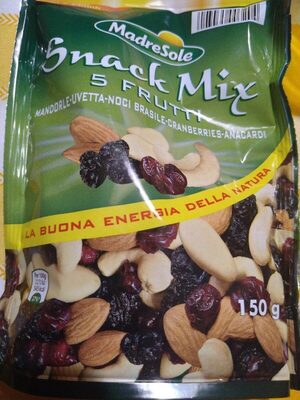 MadreSole
Snack Mix
5 FRUTTI
MANDORLE-UVETTA-NOCI BRASILE-CRANBERRIES-ANACARDI
LA BUONA ENERGIA DELLA NATURA
150 g